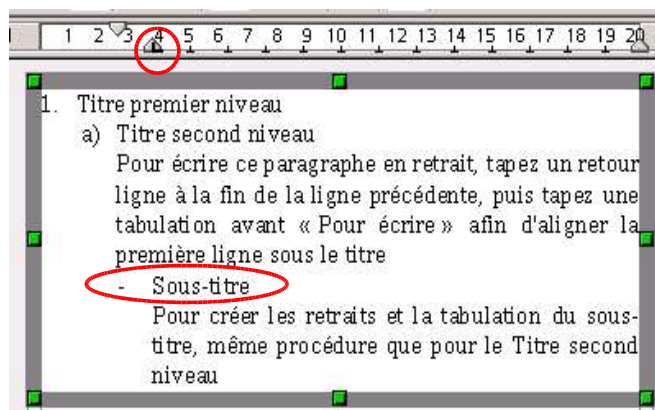 1 2 3 4 5 6 7 8 9 10 11 12 13 14 15 16 17 18 19 20
1. Titre premier niveau
a) Titre second niveau
Pour écrire ce paragraphe en retrait, tapez un retour
ligne à la fin de la ligne précédente, puis tapez une
tabulation avant « Pour écrire » afin d'aligner la
première ligne sous le titre
- Sous-titre
Pour créer les retraits et la tabulation du sous-
titre, même procédure que pour le Titre second
niveau